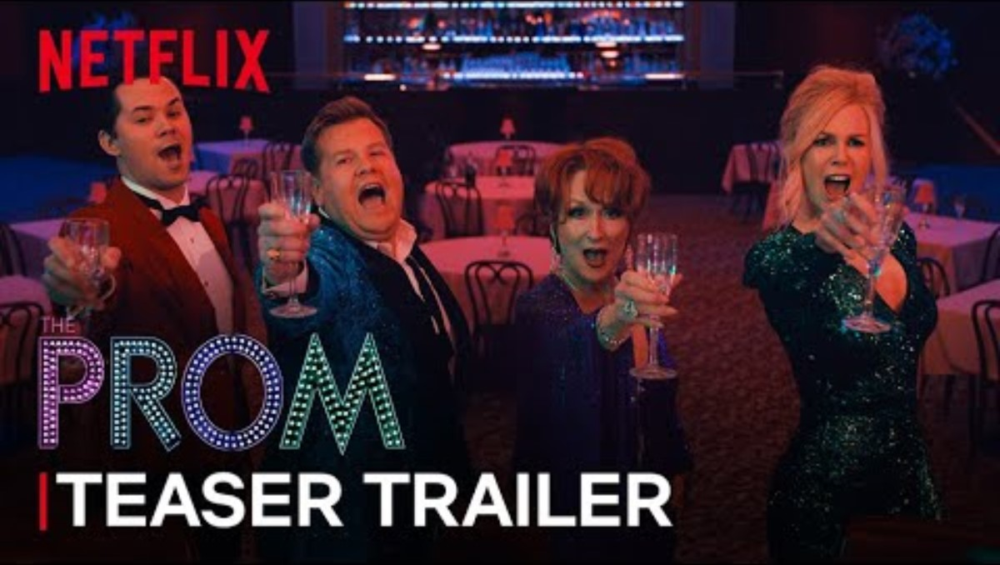 NETFLIX
THE
PROM
TEASER TRAILER